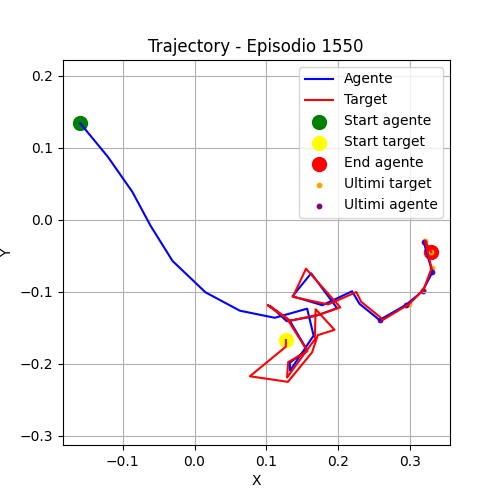 Trajectory - Episodio 1550
Agente
Target
Start agente
Start target
End agente
Ultimi target
Ultimi agente
0.2
0.1
0.0
−0.1
−0.2
−0.3
Y
−0.1
0.0
0.1
0.2
0.3
X